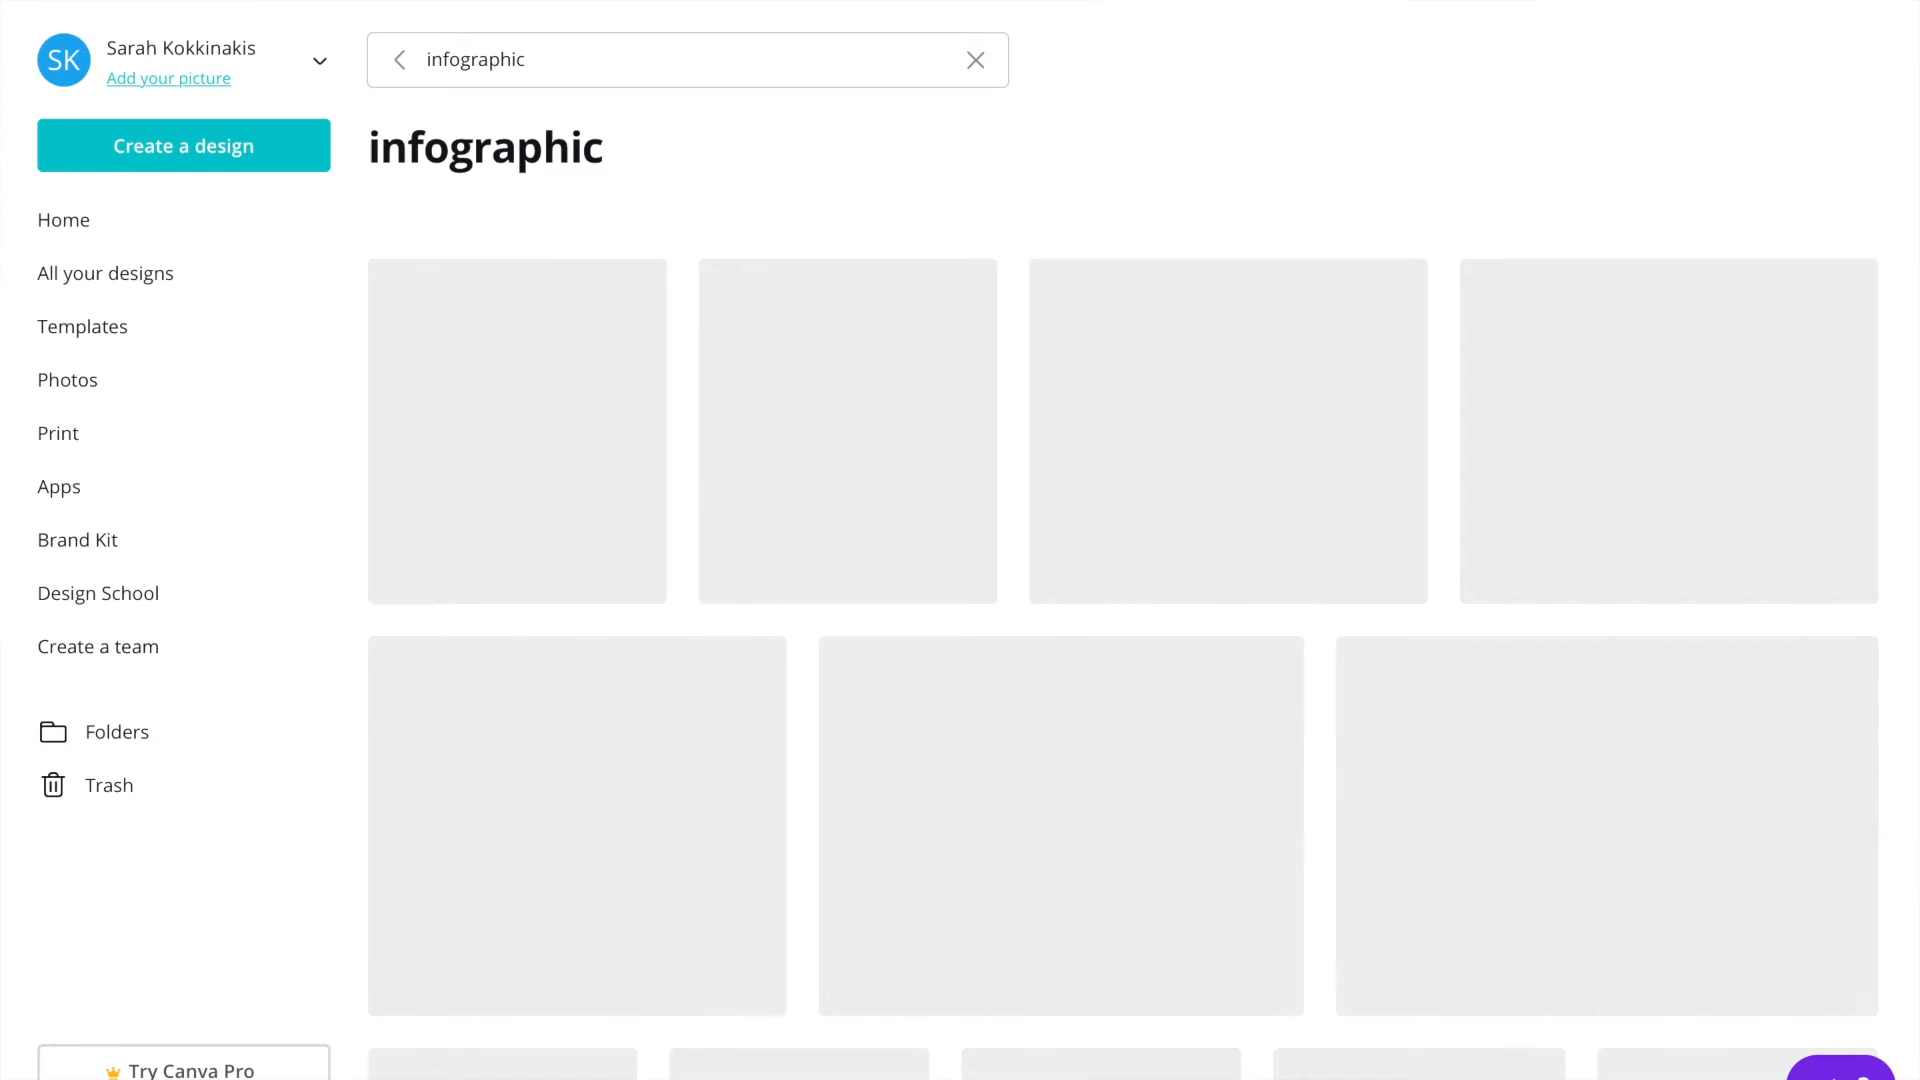 SK
Sarah Kokkinakis
Add your picture
infographic
Create a design
infographic
Home
All your designs
Templates
Photos
Print
Apps
Brand Kit
Design School
Create a team
Folders
Trash
Try Canva Pro